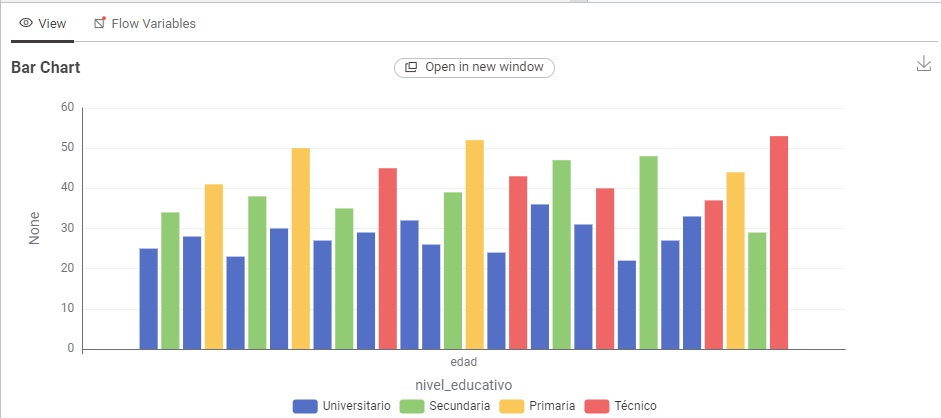 View Flow Variables
Bar Chart Open in new window
60
50
40
30
20
10
0
None
edad
nivel_educativo
Universitario Secundaria Primaria Técnico